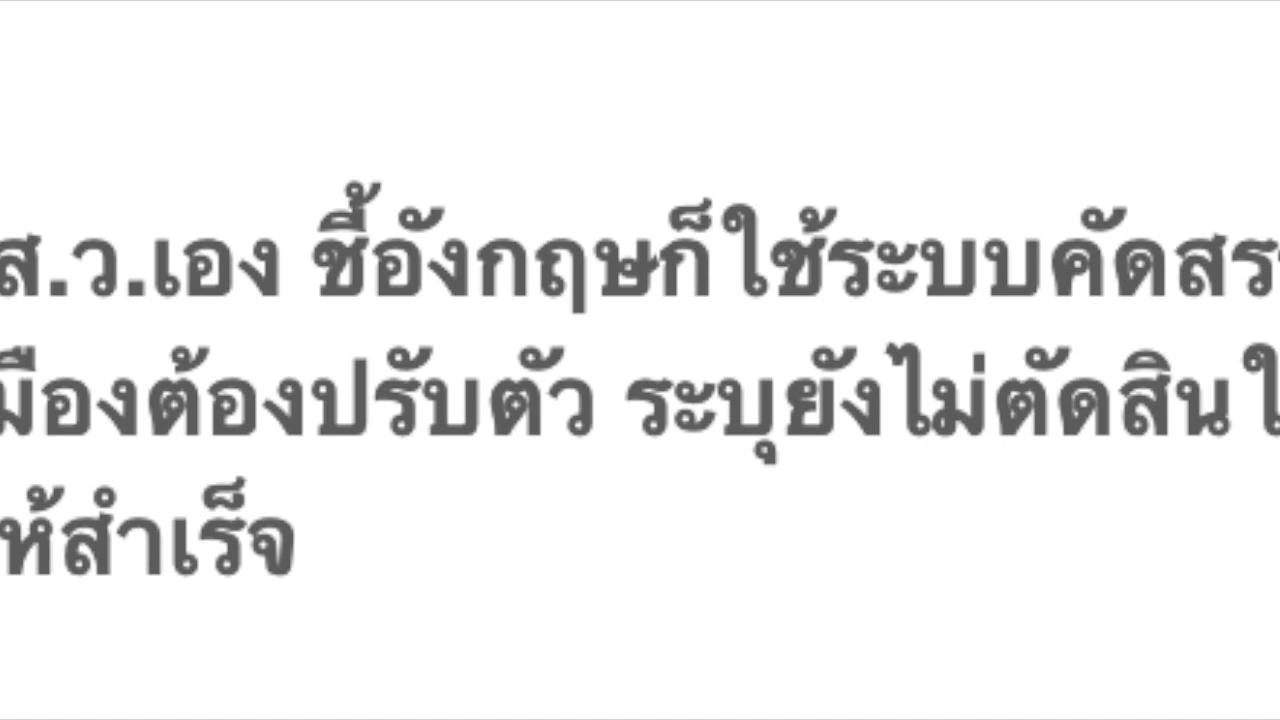 ส.ว.เอง ชี้อังกฤษก็ใช้ระบบคัดสร
มืองต้องปรับตัว ระบุยังไม่ตัดสินใ
ห้สำเร็จ